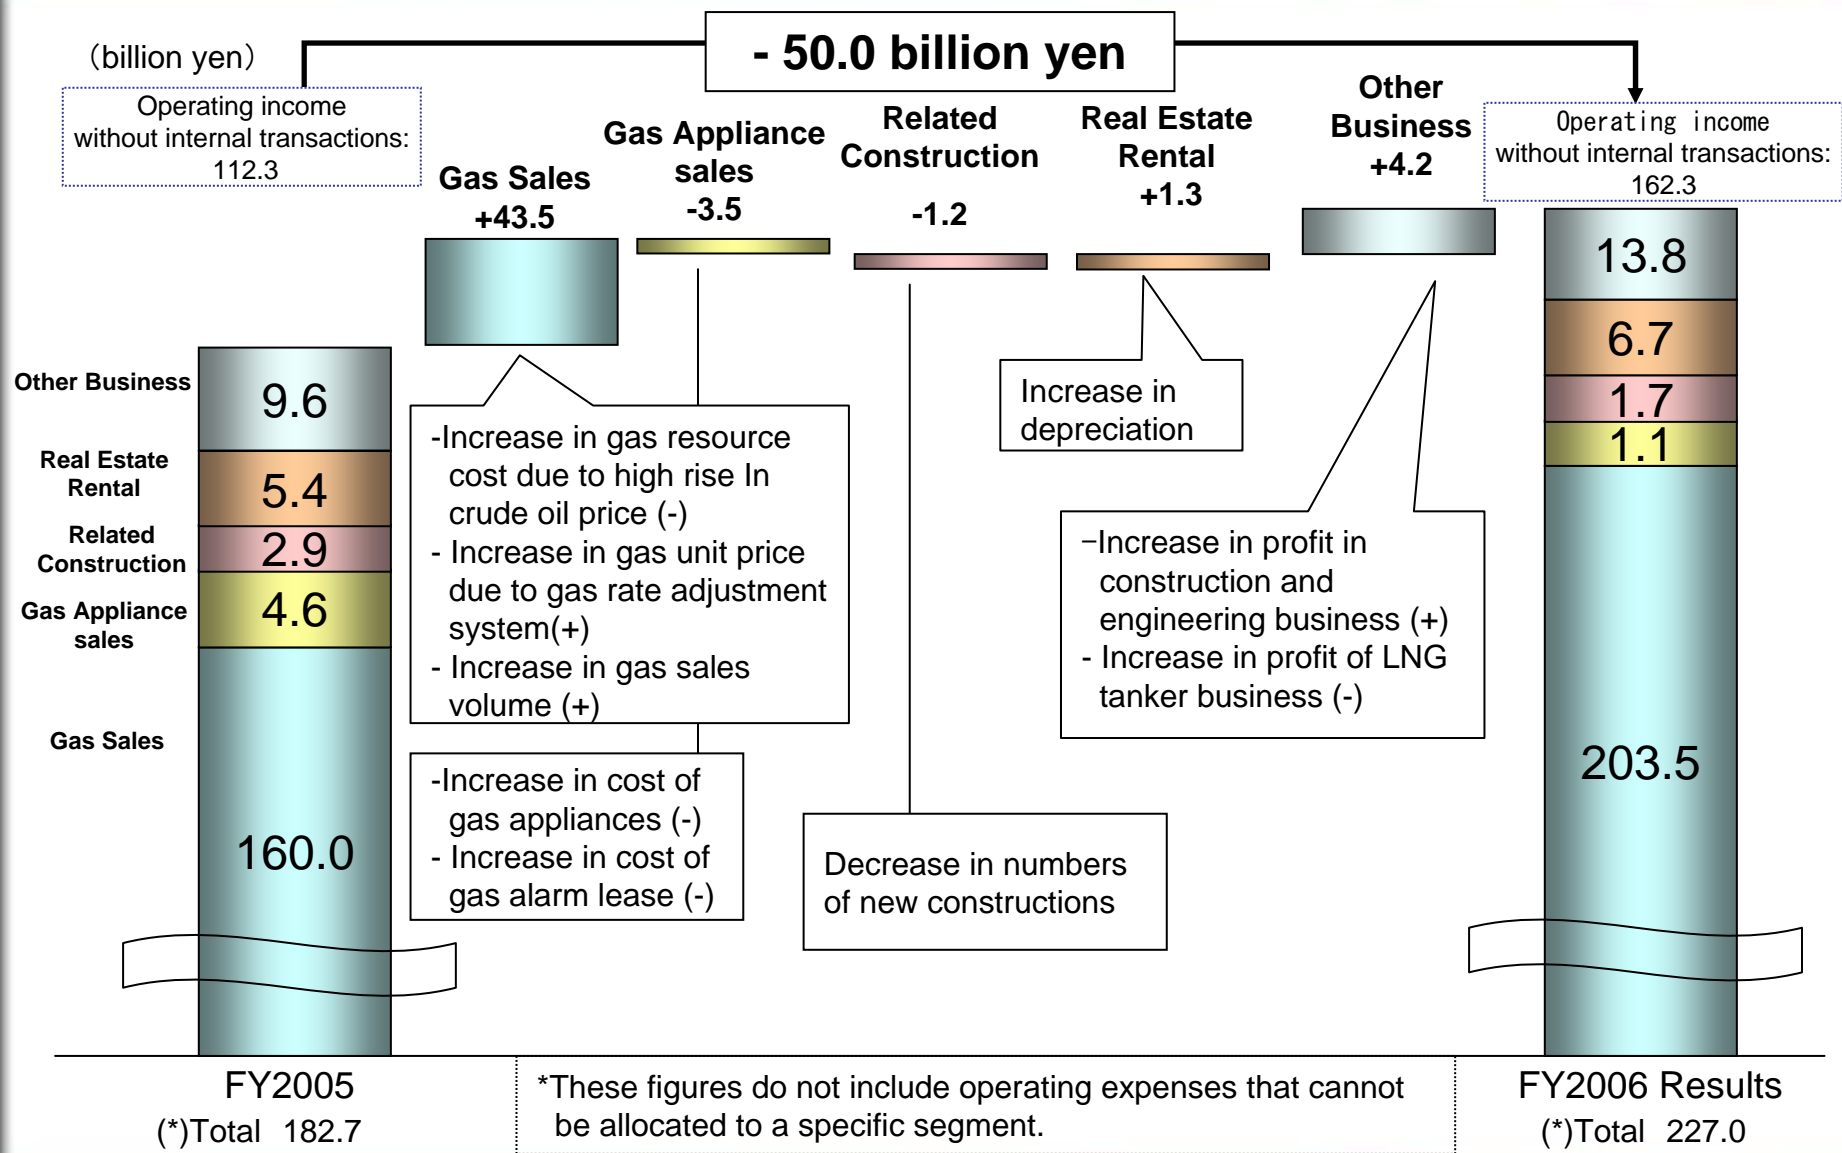 - 50.0 billion yen
（billion yen）
Operating income
without internal transactions:
112.3
Gas Sales
+43.5
Gas Appliance
sales
-3.5
Related
Construction
-1.2
Real Estate
Rental
+1.3
Other
Business
+4.2
Operating income
without internal transactions:
162.3
Other Business
9.6
Real Estate
Rental
5.4
Related
Construction
2.9
Gas Appliance
sales
4.6
Gas Sales
160.0
-Increase in gas resource
cost due to high rise In
crude oil price (-)
- Increase in gas unit price
due to gas rate adjustment
system(+)
- Increase in gas sales
volume (+)
-Increase in cost of
gas appliances (-)
- Increase in cost of
gas alarm lease (-)
Decrease in numbers
of new constructions
Increase in
depreciation
−Increase in profit in
construction and
engineering business (+)
- Increase in profit of LNG
tanker business (-)
13.8
6.7
1.7
1.1
203.5
FY2005
(*)Total 182.7
*These figures do not include operating expenses that cannot
be allocated to a specific segment.
FY2006 Results
(*)Total 227.0